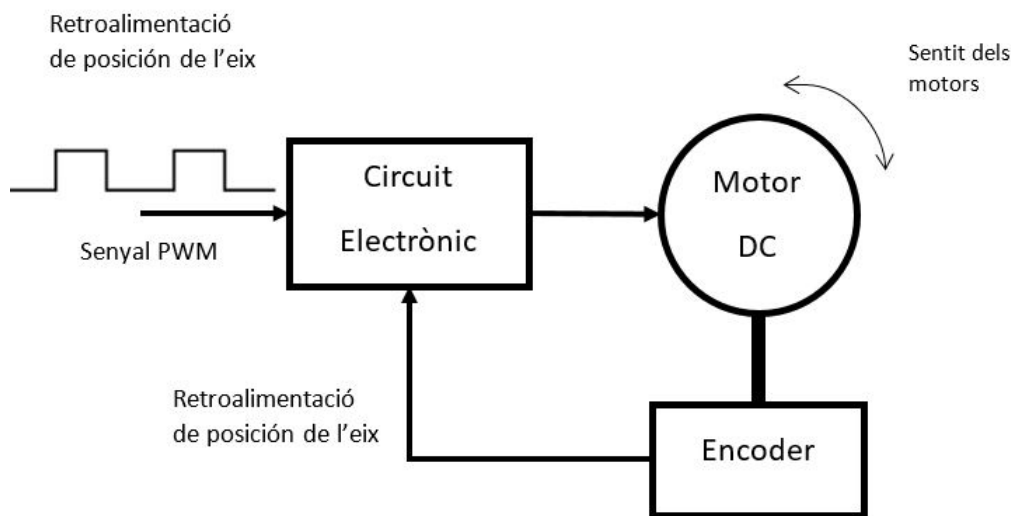 Retroalimentació
de posición de l'eix
Sentit dels
motors
Circuit
Electrònic
Motor
DC
Senyal PWM
Retroalimentació
de posición de l'eix
Encoder